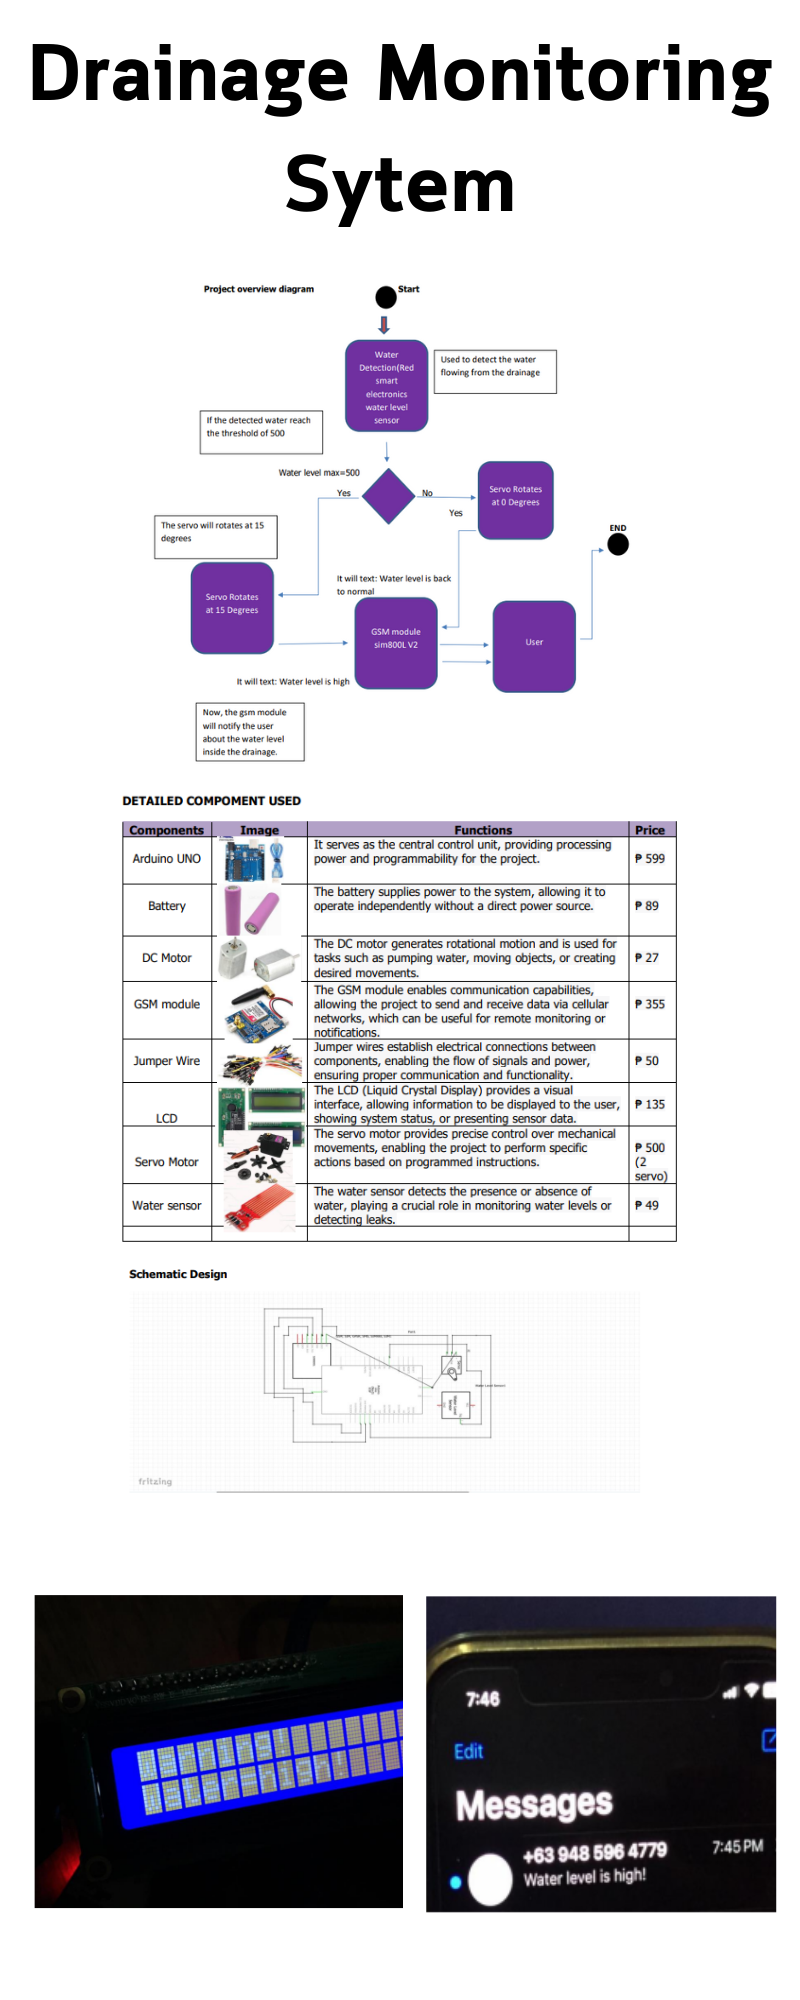 Drainage Monitoring
Sytem
Project overview diagram
Start
Water
Detection(Red
smart
electronics
water level
sensor
Used to detect the water
flowing from the drainage
If the detected water reach
the threshold of 500
Water level max=500
Yes
No
Servo Rotates
at 0 Degrees
Yes
The servo will rotates at 15
degrees
END
It will text: Water level is back
to normal
Servo Rotates
at 15 Degrees
GSM module
sim800L V2
User
It will text: Water level is high
Now, the gsm module
will notify the user
about the water level
inside the drainage.
DETAILED COMPOMENT USED
Components Image Functions Price
Arduino UNO
It serves as the central control unit, providing processing
power and programmability for the project.
₱ 599
Battery
The battery supplies power to the system, allowing it to
operate independently without a direct power source.
₱ 89
DC Motor
The DC motor generates rotational motion and is used for
tasks such as pumping water, moving objects, or creating
desired movements.
₱ 27
GSM module
The GSM module enables communication capabilities,
allowing the project to send and receive data via cellular
networks, which can be useful for remote monitoring or
notifications.
₱ 355
Jumper Wire
Jumper wires establish electrical connections between
components, enabling the flow of signals and power,
ensuring proper communication and functionality.
₱ 50
LCD
The LCD (Liquid Crystal Display) provides a visual
interface, allowing information to be displayed to the user,
showing system status, or presenting sensor data.
₱ 135
Servo Motor
The servo motor provides precise control over mechanical
movements, enabling the project to perform specific
actions based on programmed instructions.
₱ 500
(2
servo)
Water sensor
The water sensor detects the presence or absence of
water, playing a crucial role in monitoring water levels or
detecting leaks.
₱ 49
Schematic Design
Water Level Sensor
Water Level
Sensor
fritzing
7:46
Edit
Messages
+63 948 596 4779
7:45 PM
Water level is high!